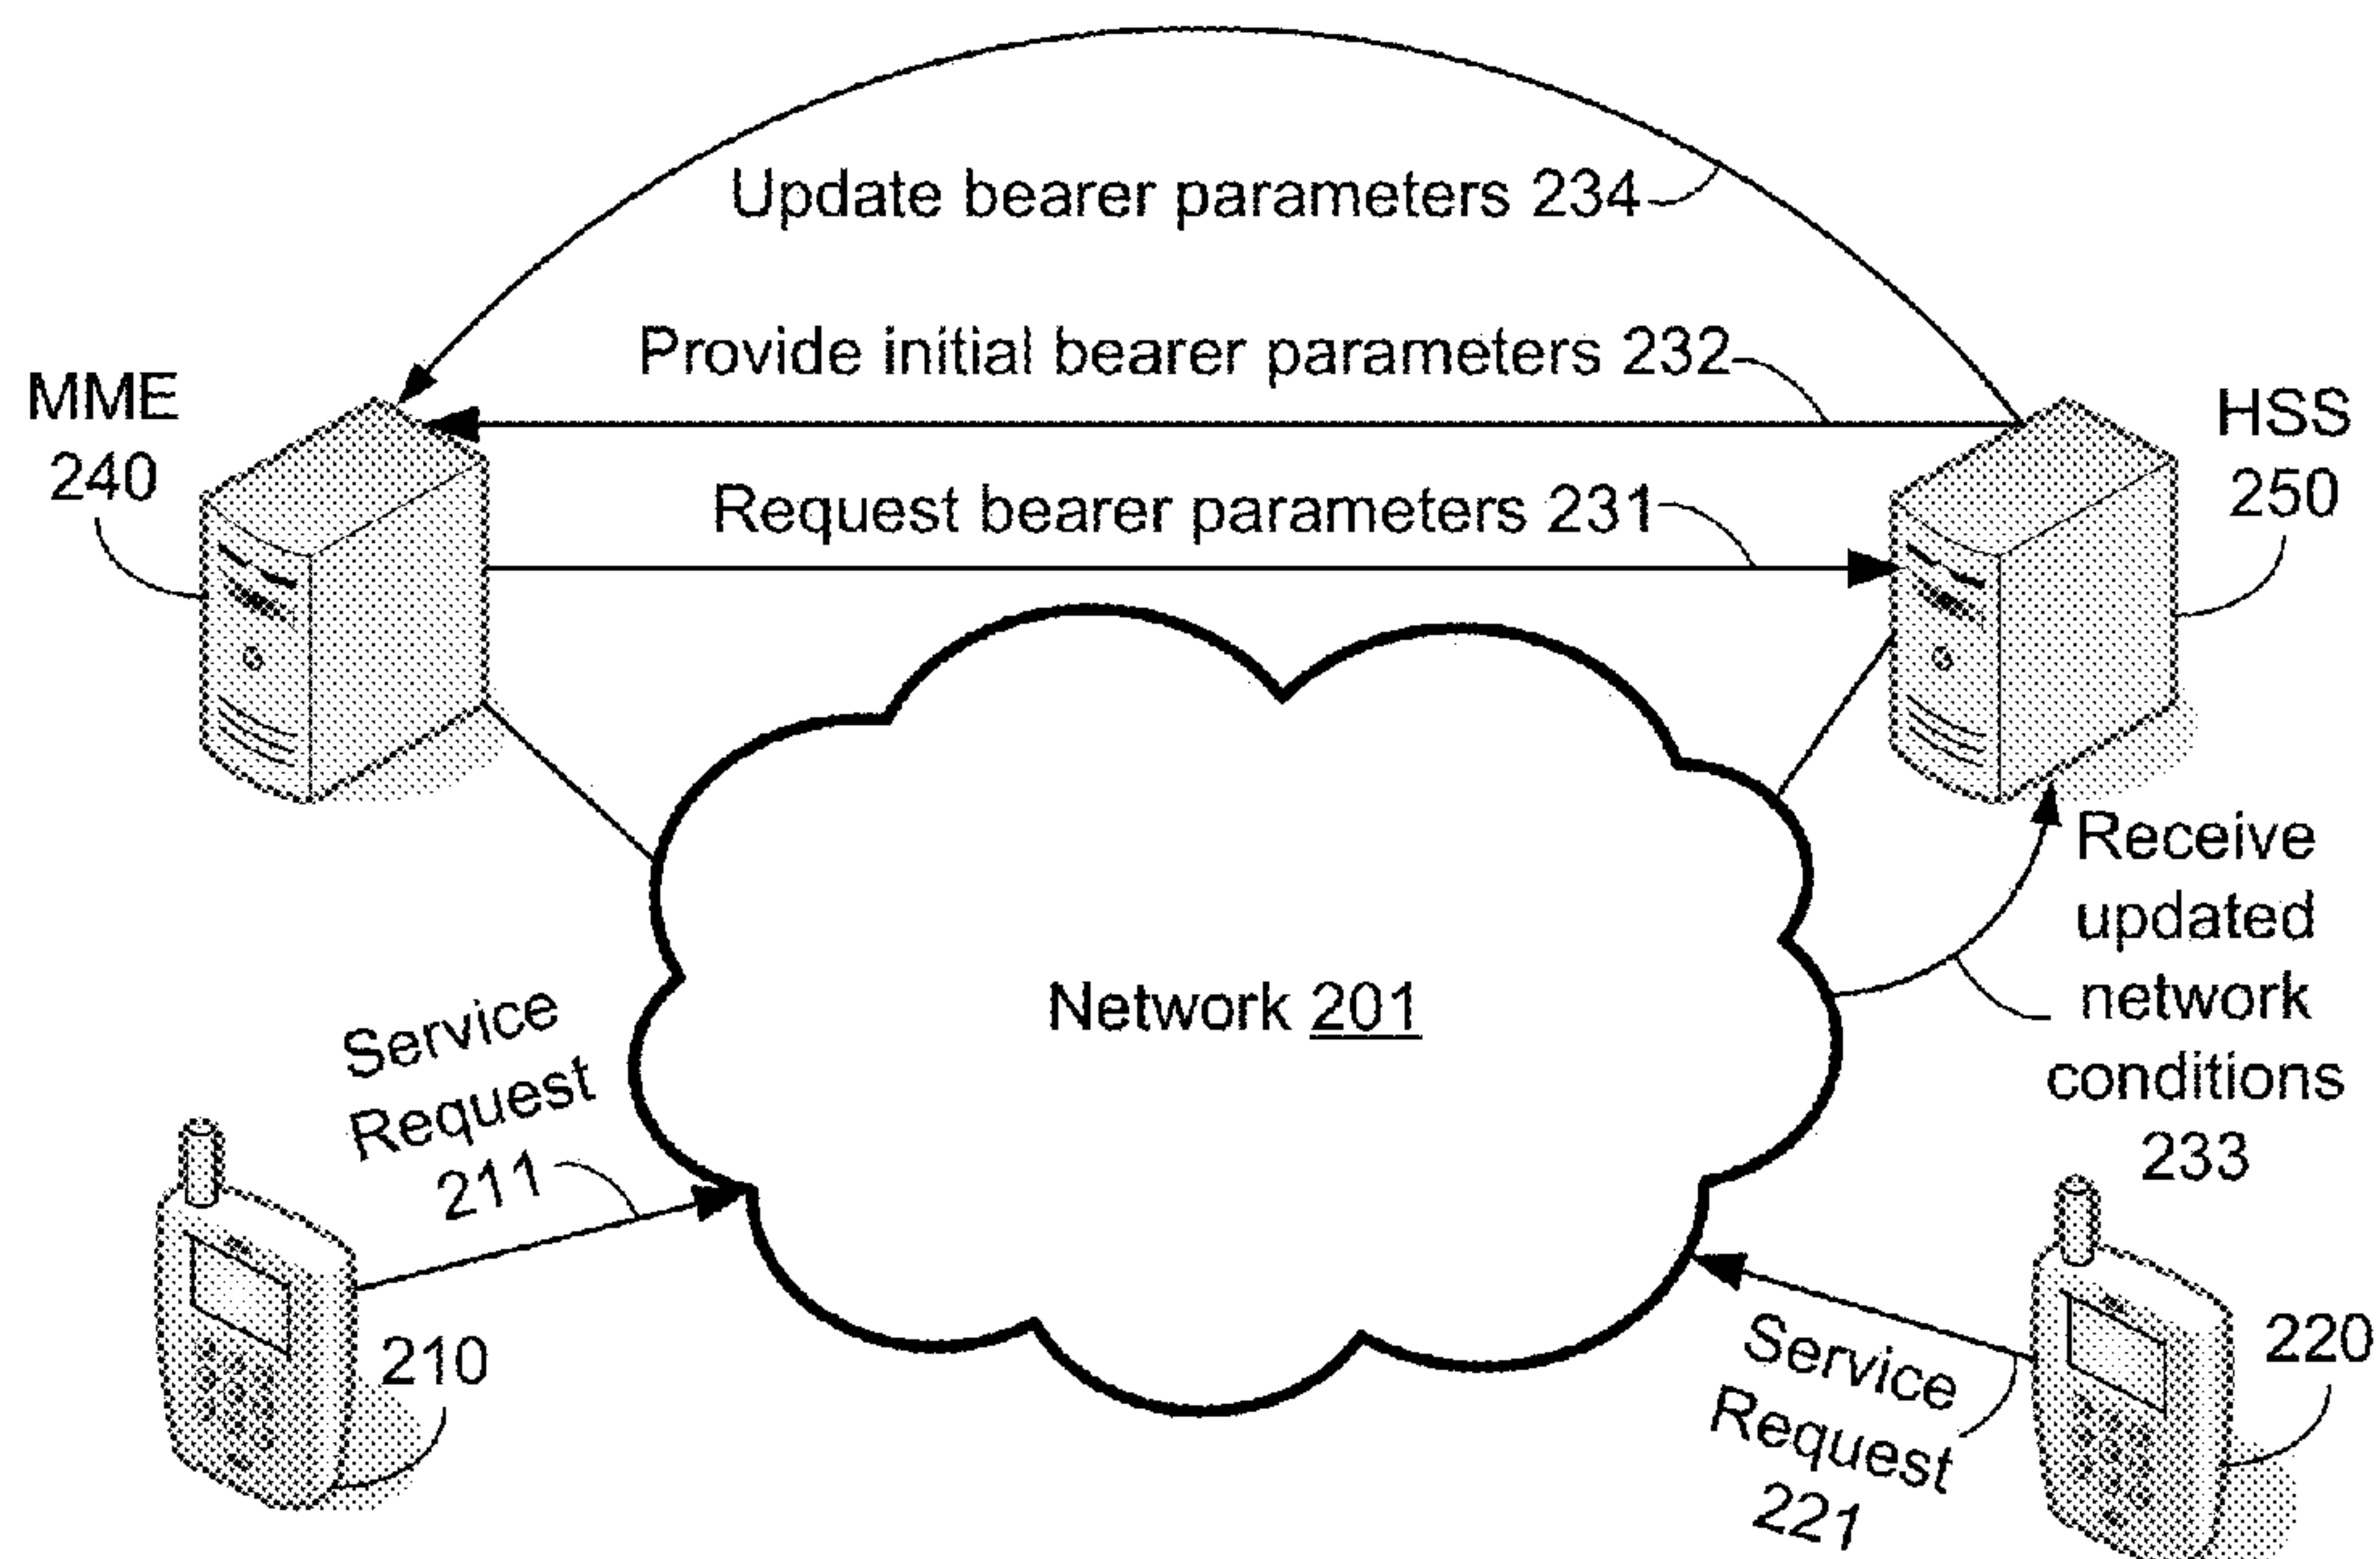 Update bearer parameters 234
Provide initial bearer parameters 232
MME
240
HSS
250
Request bearer parameters 231
Receive
updated
network
conditions
233
Network 201
Service
Request
211
210
220
Service
Request
221